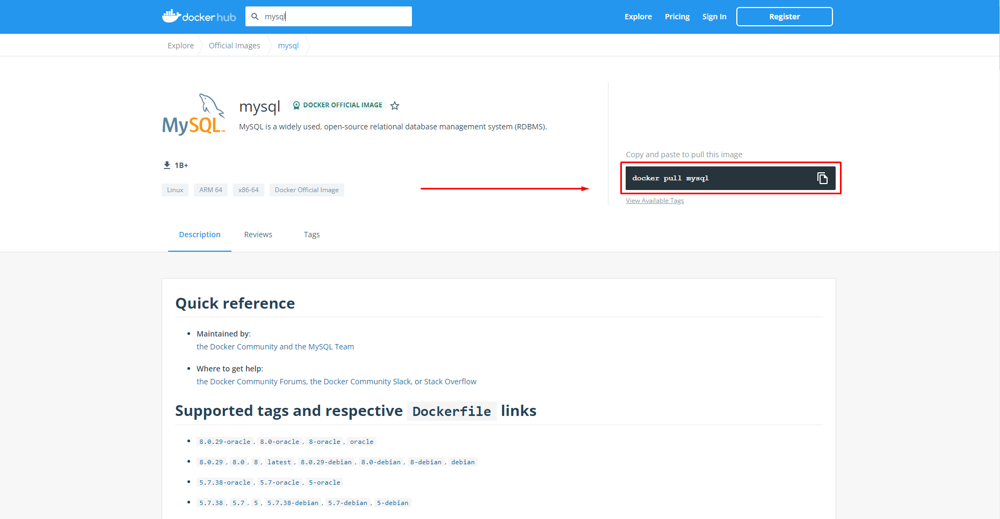 docker hub
mysql
Explore
Pricing
Sign In
Register
Explore
Official Images
mysql
MySQL™
mysql
DOCKER OFFICIAL IMAGE
MySQL is a widely used, open-source relational database management system (RDBMS).
1B+
Linux
ARM 64
x86-64
Docker Official Image
Copy and paste to pull this image
docker pull mysql
View Available Tags
Description
Reviews
Tags
Quick reference
Maintained by:
the Docker Community and the MySQL Team
Where to get help:
the Docker Community Forums, the Docker Community Slack, or Stack Overflow
Supported tags and respective Dockerfile links
8.0.29-oracle, 8.0-oracle, 8-oracle, oracle
8.0.29, 8.0, 8, latest, 8.0.29-debian, 8.0-debian, 8-debian, debian
5.7.38-oracle, 5.7-oracle, 5-oracle
5.7.38, 5.7, 5, 5.7.38-debian, 5.7-debian, 5-debian